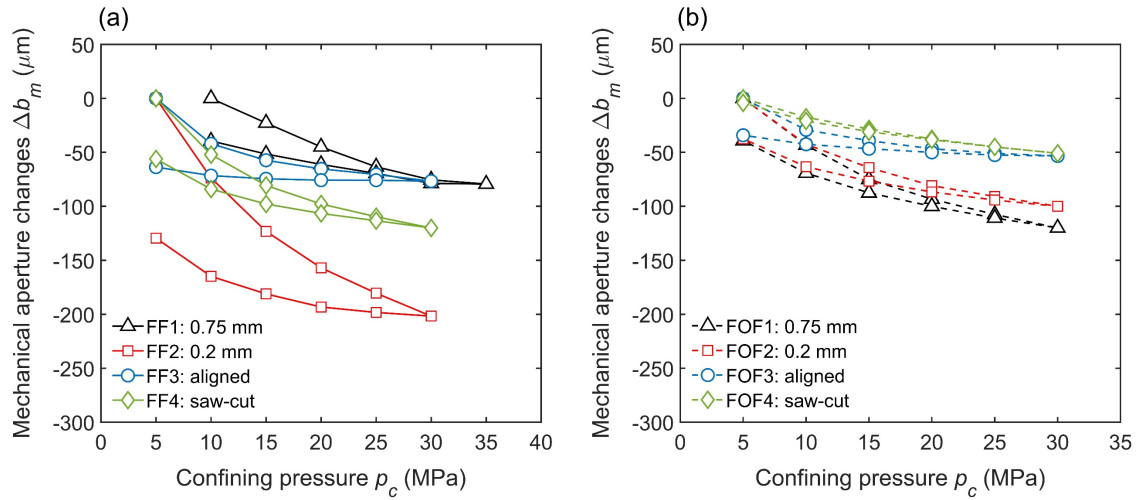 (a)
Mechanical aperture changes Δb_m (μm)
50
0
-50
-100
-150
-200
-250
-300
FF1: 0.75 mm
FF2: 0.2 mm
FF3: aligned
FF4: saw-cut
0 5 10 15 20 25 30 35 40
Confining pressure p_c (MPa)
(b)
Mechanical aperture changes Δb_m (μm)
50
0
-50
-100
-150
-200
-250
-300
FOF1: 0.75 mm
FOF2: 0.2 mm
FOF3: aligned
FOF4: saw-cut
0 5 10 15 20 25 30 35
Confining pressure p_c (MPa)